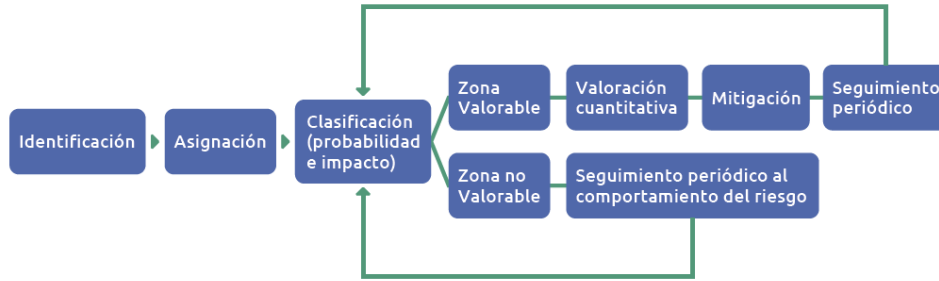 Identificación
Asignación
Clasificación
(probabilidad
e impacto)
Zona
Valorable
Valoración
cuantitativa
Mitigación
Seguimiento
periódico
Zona no
Valorable
Seguimiento periódico al
comportamiento del riesgo